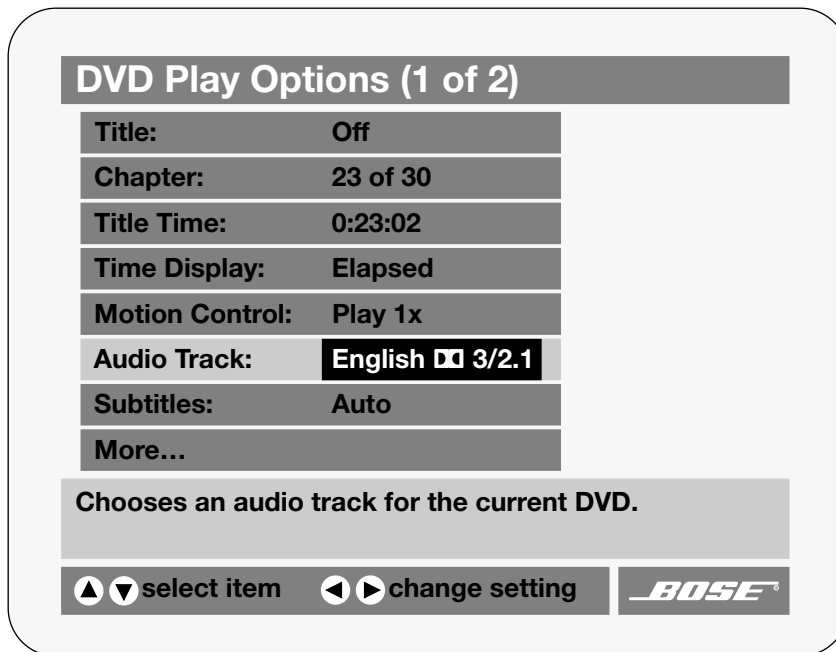 DVD Play Options (1 of 2)
Title: Off
Chapter: 23 of 30
Title Time: 0:23:02
Time Display: Elapsed
Motion Control: Play 1x
Audio Track: English 3/2.1
Subtitles: Auto
More...
Chooses an audio track for the current DVD.
select item change setting BOSE®